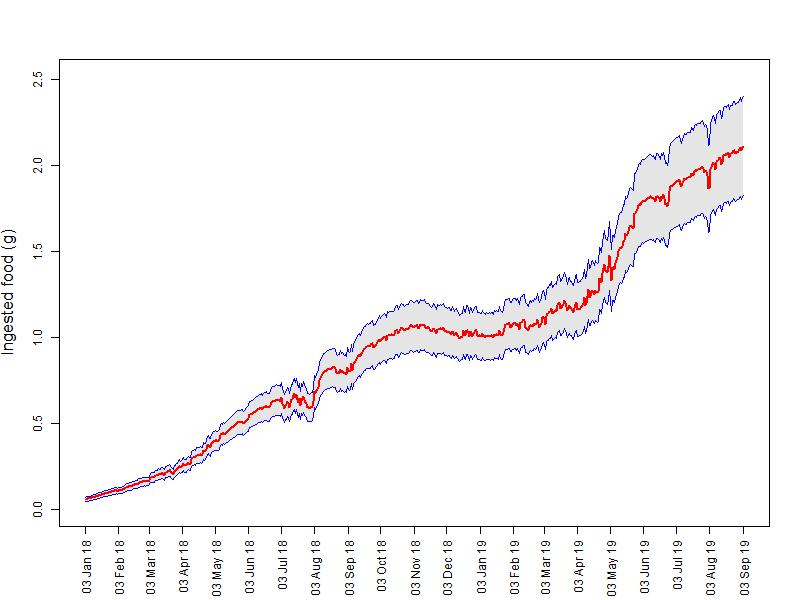 Ingested food (g)
2.5
2.0
1.5
1.0
0.5
0.0
03 Jan 18
03 Feb 18
03 Mar 18
03 Apr 18
03 May 18
03 Jun 18
03 Jul 18
03 Aug 18
03 Sep 18
03 Oct 18
03 Nov 18
03 Dec 18
03 Jan 19
03 Feb 19
03 Mar 19
03 Apr 19
03 May 19
03 Jun 19
03 Jul 19
03 Aug 19
03 Sep 19